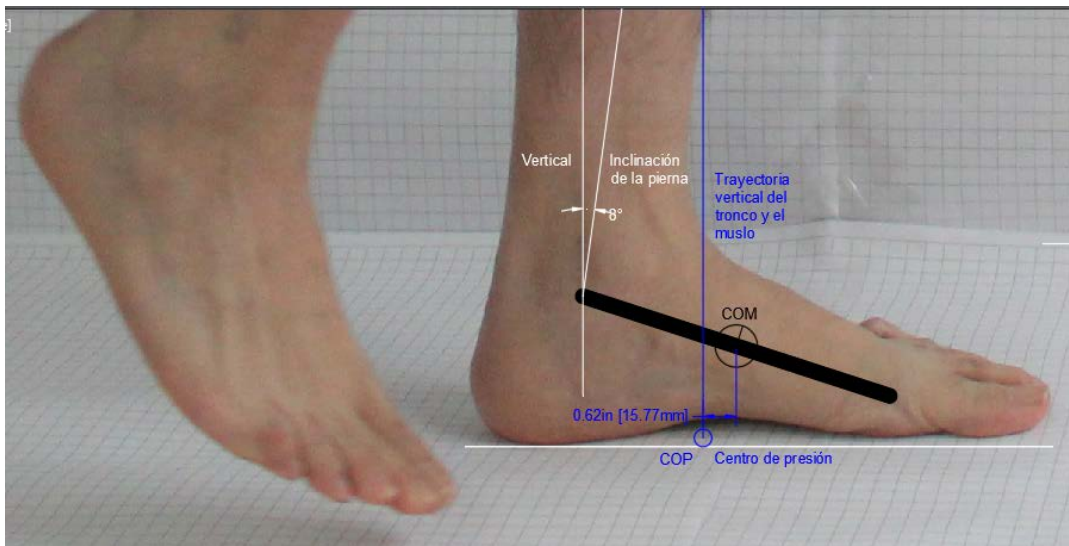 Vertical
Inclinación
de la pierna
8°
Trayectoria
vertical del
tronco y el
muslo
COM
0.62in [15.77mm]
COP
Centro de presión